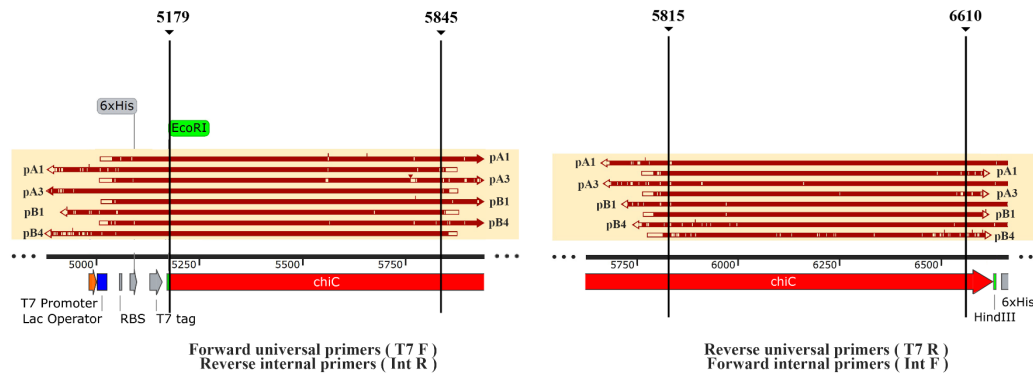 5179 5845 5815 6610
6xHis
EcoRI
pA1 pA1
pA3 pA3
pB1 pB1
pB4 pB4
5000 5250 5500 5750
chiC
T7 Promoter
Lac Operator RBS T7 tag
Forward universal primers ( T7 F )
Reverse internal primers ( Int R )
pA1 pA1
pA3 pA3
pB1 pB1
pB4 pB4
5750 6000 6250 6500
chiC
6xHis
HindIII
Reverse universal primers ( T7 R )
Forward internal primers ( Int F )